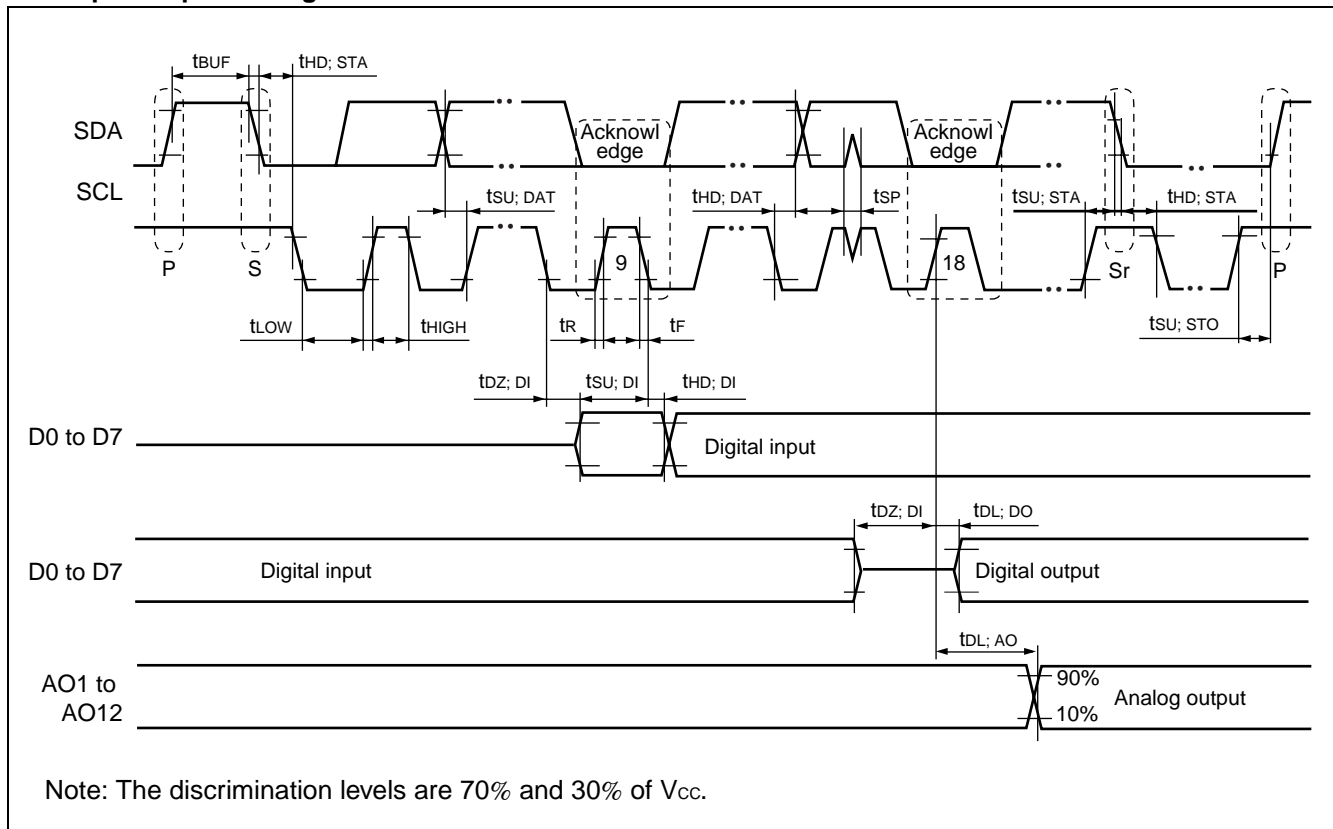 tBUF
tHD; STA
SDA
Acknowl
edge
Acknowl
edge
SCL
tSU; DAT
tHD; DAT
tSP
tSU; STA
tHD; STA
P
S
9
18
Sr
P
tLOW
tHIGH
tR
tF
tSU; STO
tDZ; DI
tSU; DI
tHD; DI
D0 to D7
Digital input
tDZ; DI
tDL; DO
D0 to D7
Digital input
Digital output
tDL; AO
AO1 to
AO12
90%
10%
Analog output
Note: The discrimination levels are 70% and 30% of Vcc.